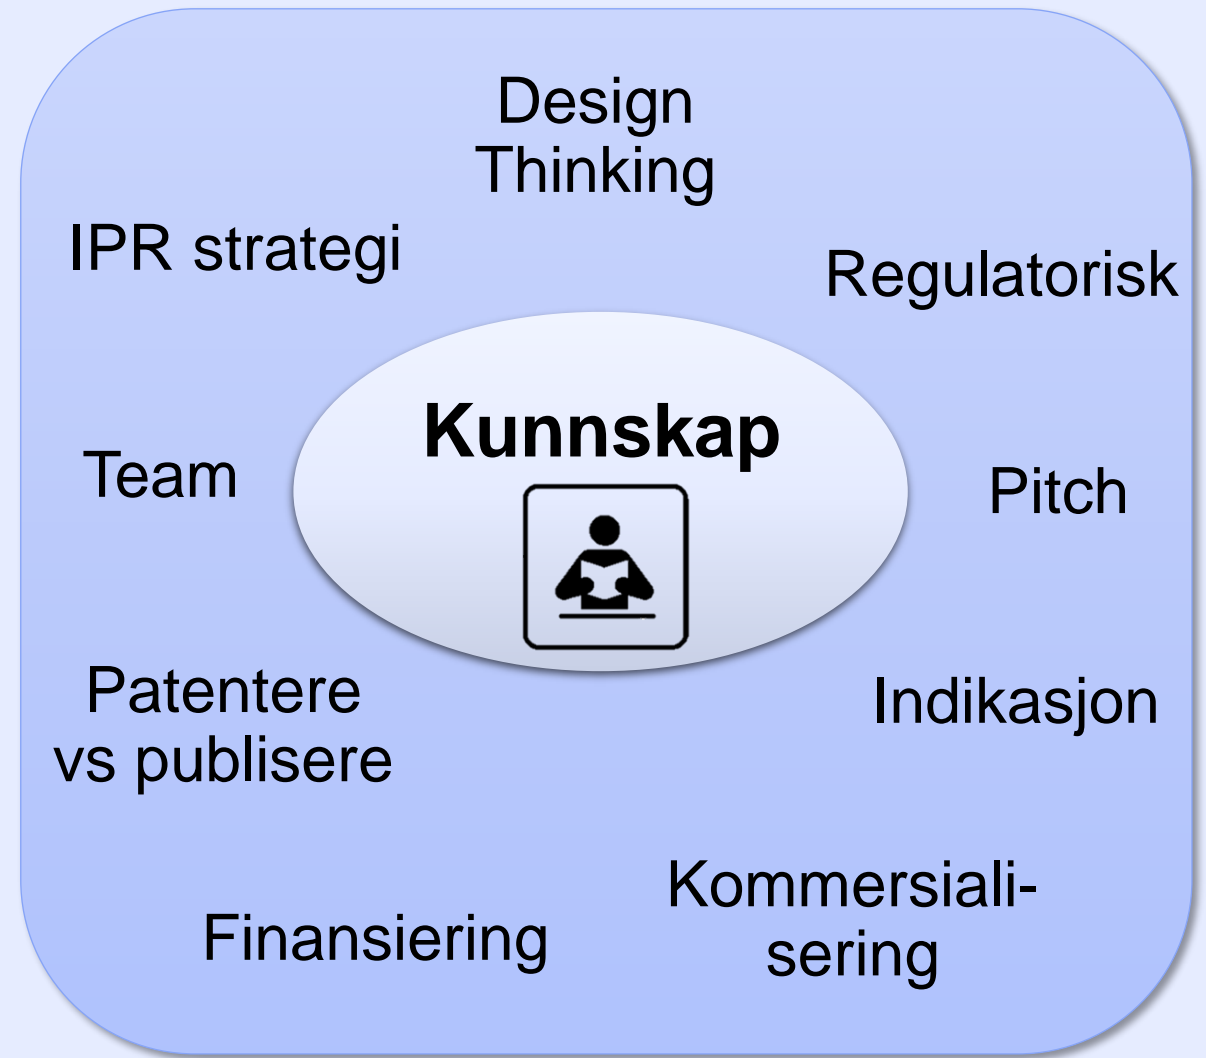 Design
Thinking
IPR strategi
Regulatorisk
Kunnskap
Team
Pitch
Patentere
vs publisere
Indikasjon
Kommersiali-
sering
Finansiering